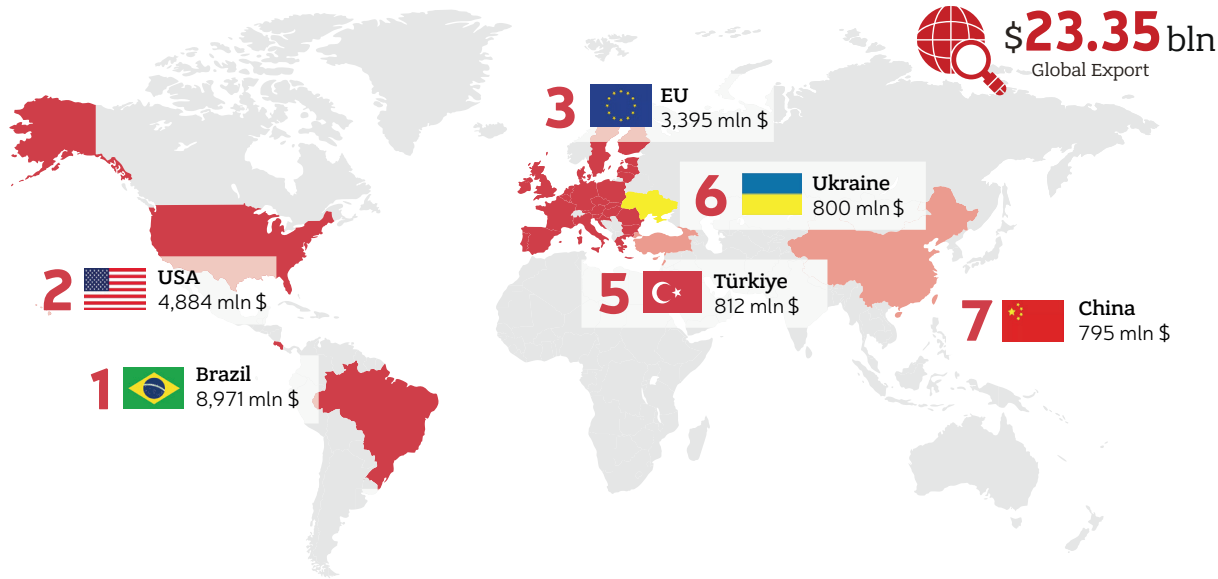 $23.35 bln
Global Export
3
EU
3,395 mln $
6
Ukraine
800 mln $
2
USA
4,884 mln $
5
Türkiye
812 mln $
7
China
795 mln $
1
Brazil
8,971 mln $